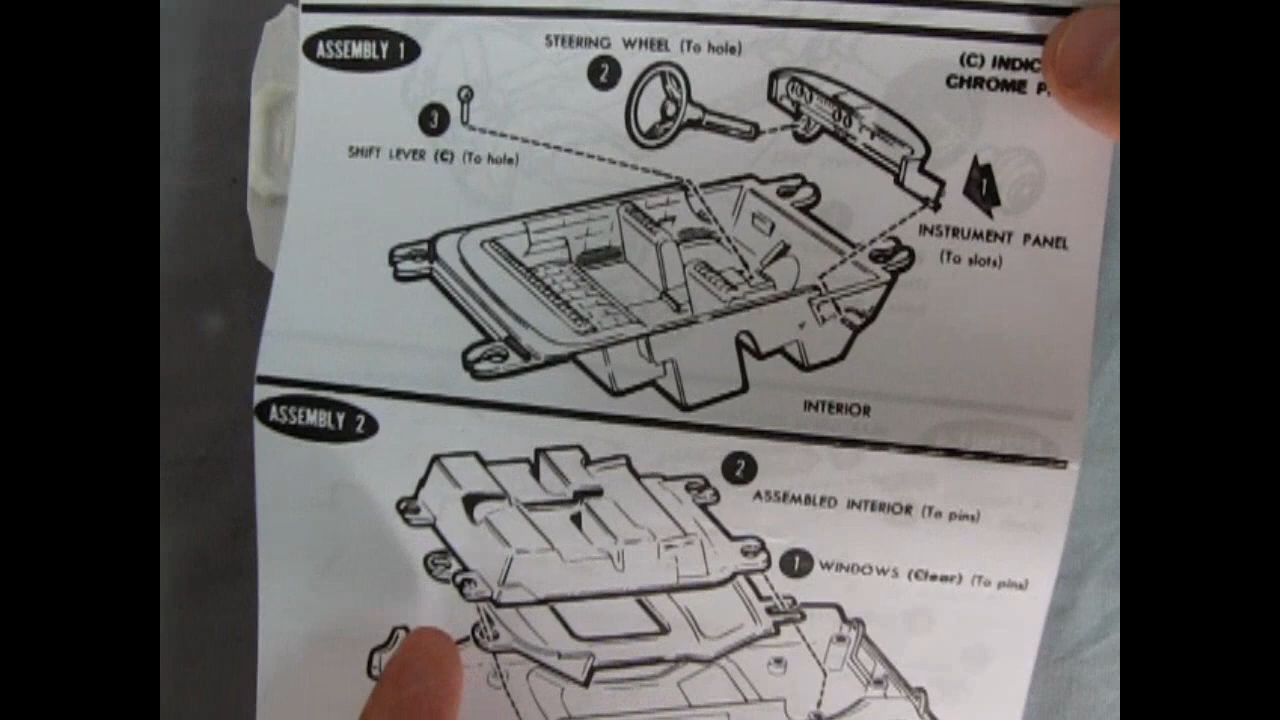 ASSEMBLY 1
STEERING WHEEL (To hole)
2
(C) INDIC
CHROME P
3
SHIFT LEVER (C) (To hole)
1
INSTRUMENT PANEL
(To slots)
INTERIOR
ASSEMBLY 2
2
ASSEMBLED INTERIOR (To pins)
1
WINDOWS (Clear) (To pins)